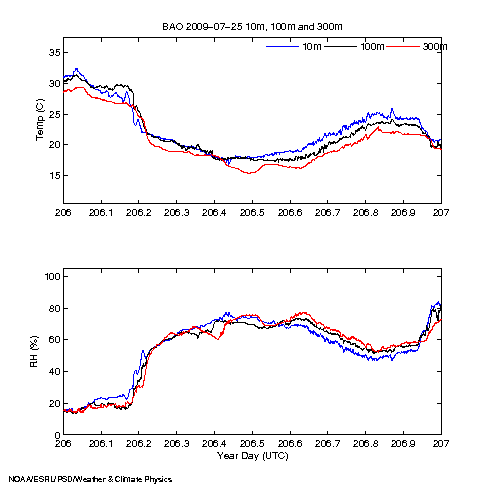 BAO 2009-07-25 10m, 100m and 300m
10m 100m 300m
Temp (C)
35
30
25
20
15
206 206.1 206.2 206.3 206.4 206.5 206.6 206.7 206.8 206.9 207
RH (%)
100
80
60
40
20
0
206 206.1 206.2 206.3 206.4 206.5 206.6 206.7 206.8 206.9 207
Year Day (UTC)
NOAA/ESRL/PSD/Weather & Climate Physics